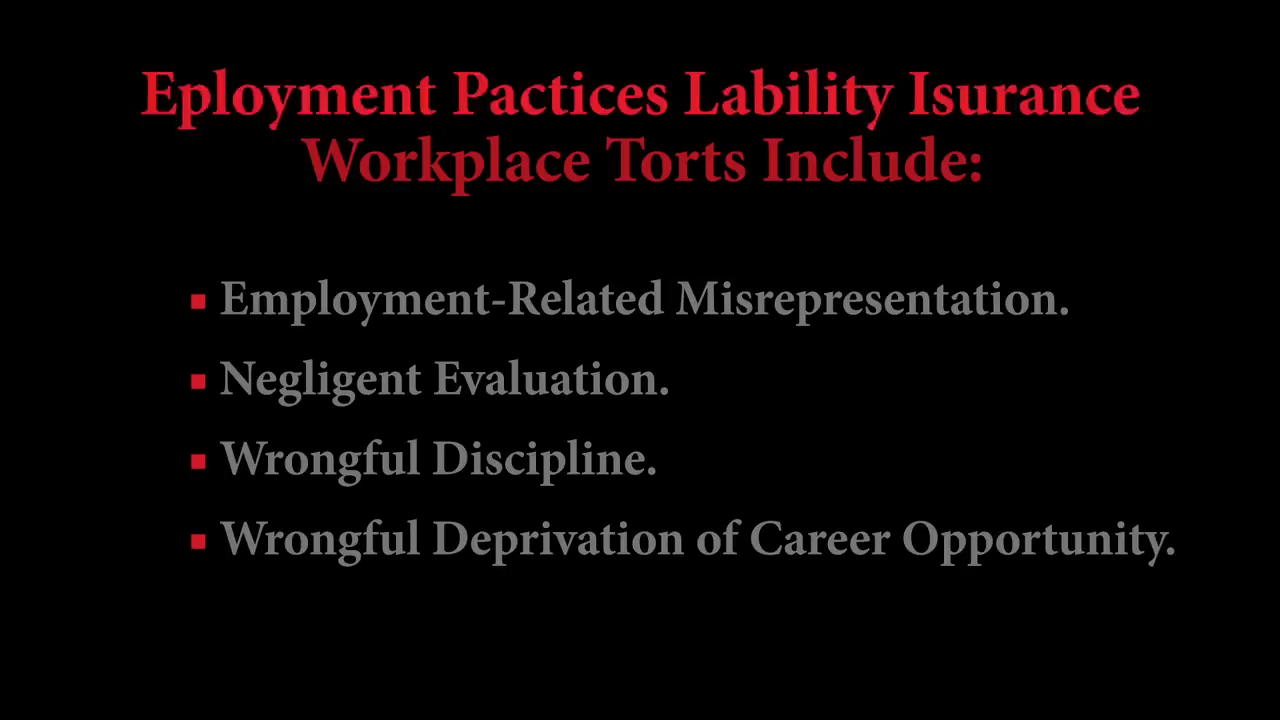 Eployment Pactices Lability Isurance
Workplace Torts Include:
▪ Employment-Related Misrepresentation.
▪ Negligent Evaluation.
▪ Wrongful Discipline.
▪ Wrongful Deprivation of Career Opportunity.